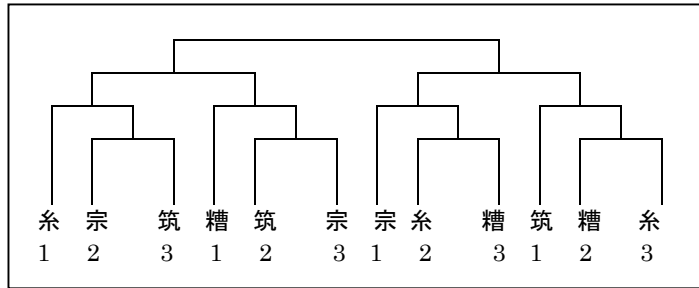 糸 宗 筑 糟 筑 宗 宗 糸 糟 筑 糟 糸
1 2 3 1 2 3 1 2 3 1 2 3